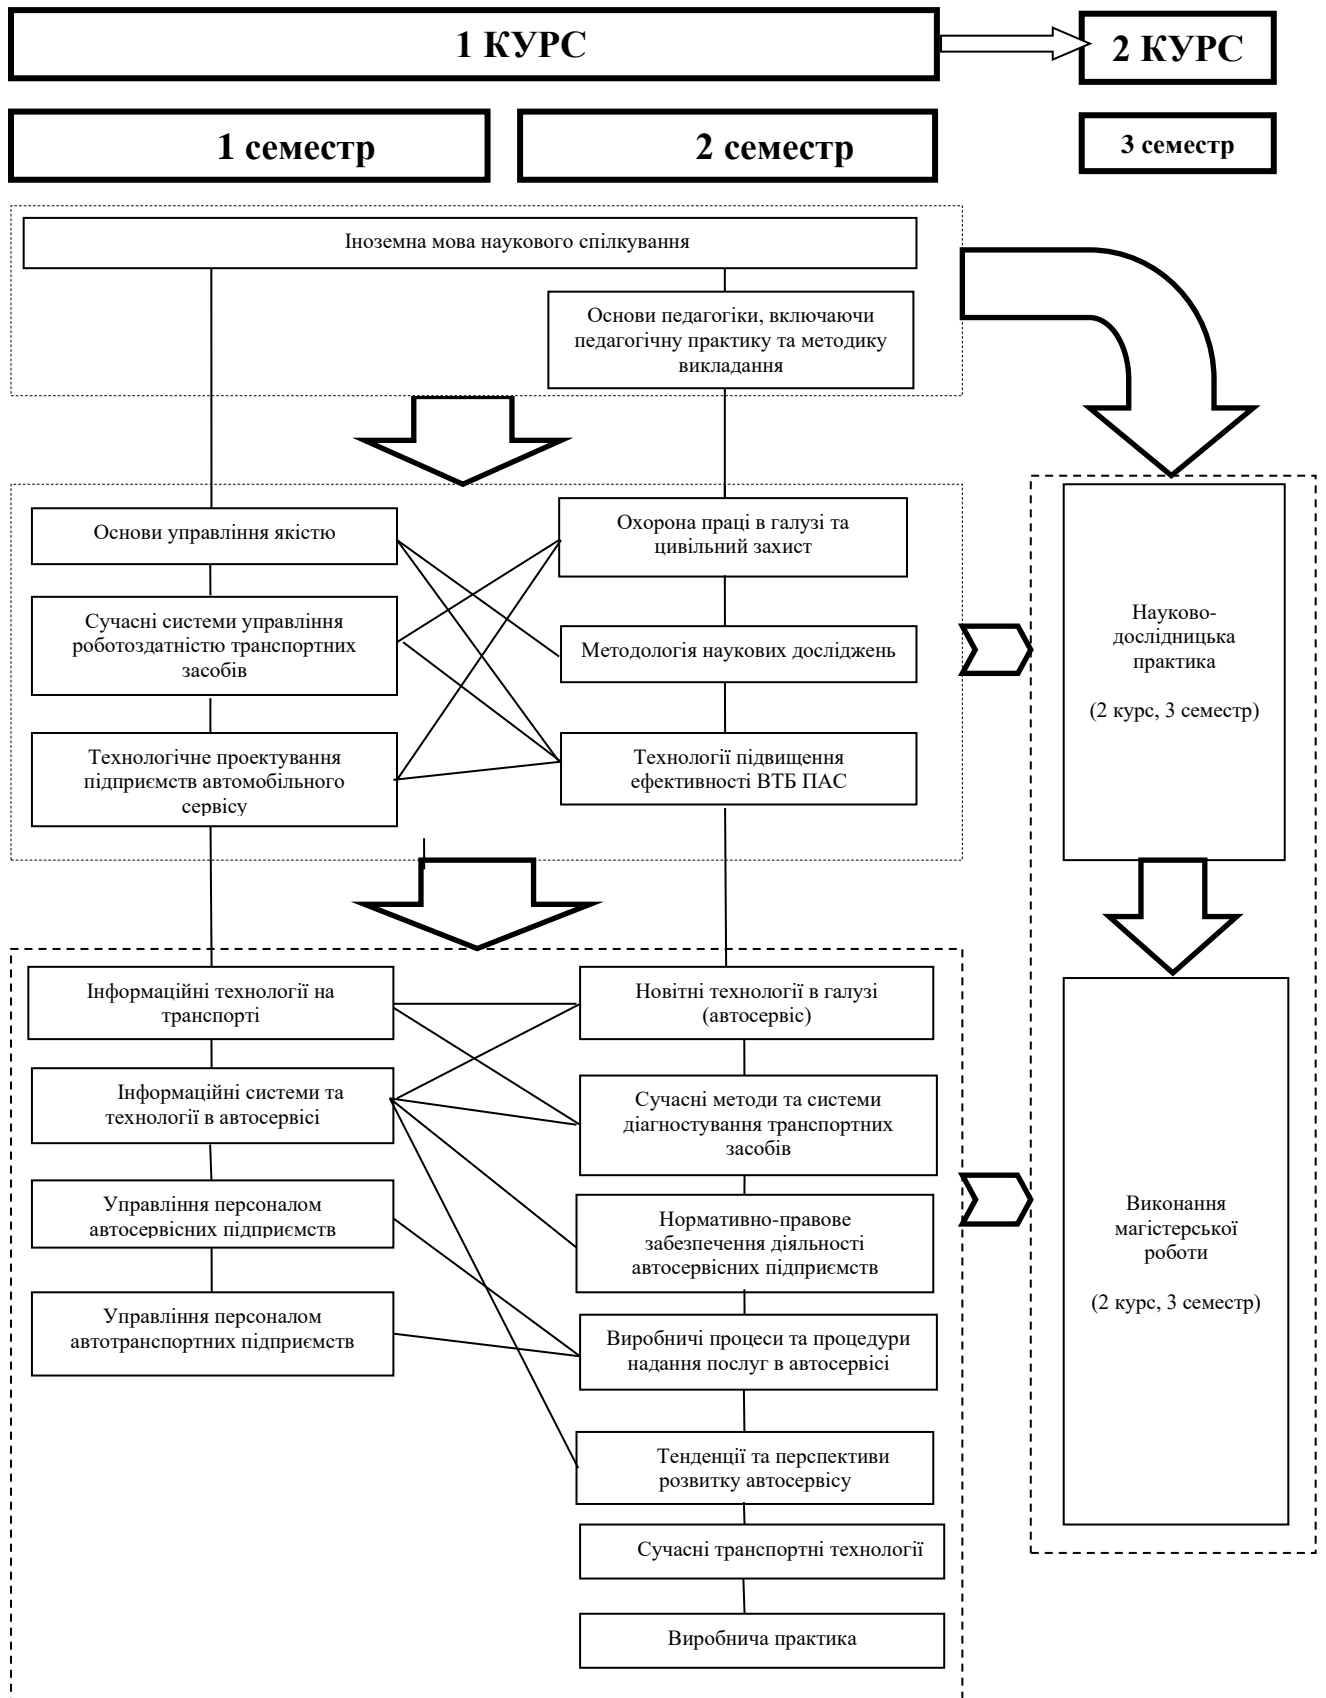 1 КУРС
2 КУРС
1 семестр
2 семестр
3 семестр
Іноземна мова наукового спілкування
Основи педагогіки, включаючи
педагогічну практику та методику
викладання
Основи управління якістю
Сучасні системи управління
роботоздатністю транспортних
засобів
Технологічне проектування
підприємств автомобільного
сервісу
Охорона праці в галузі та
цивільний захист
Методологія наукових досліджень
Технології підвищення
ефективності ВТБ ПАС
Науково-
дослідницька
практика
(2 курс, 3 семестр)
Інформаційні технології на
транспорті
Інформаційні системи та
технології в автосервісі
Управління персоналом
автосервісних підприємств
Управління персоналом
автотранспортних підприємств
Новітні технології в галузі
(автосервіс)
Сучасні методи та системи
діагностування транспортних
засобів
Нормативно-правове
забезпечення діяльності
автосервісних підприємств
Виробничі процеси та процедури
надання послуг в автосервісі
Тенденції та перспективи
розвитку автосервісу
Сучасні транспортні технології
Виробнича практика
Виконання
магістерської
роботи
(2 курс, 3 семестр)